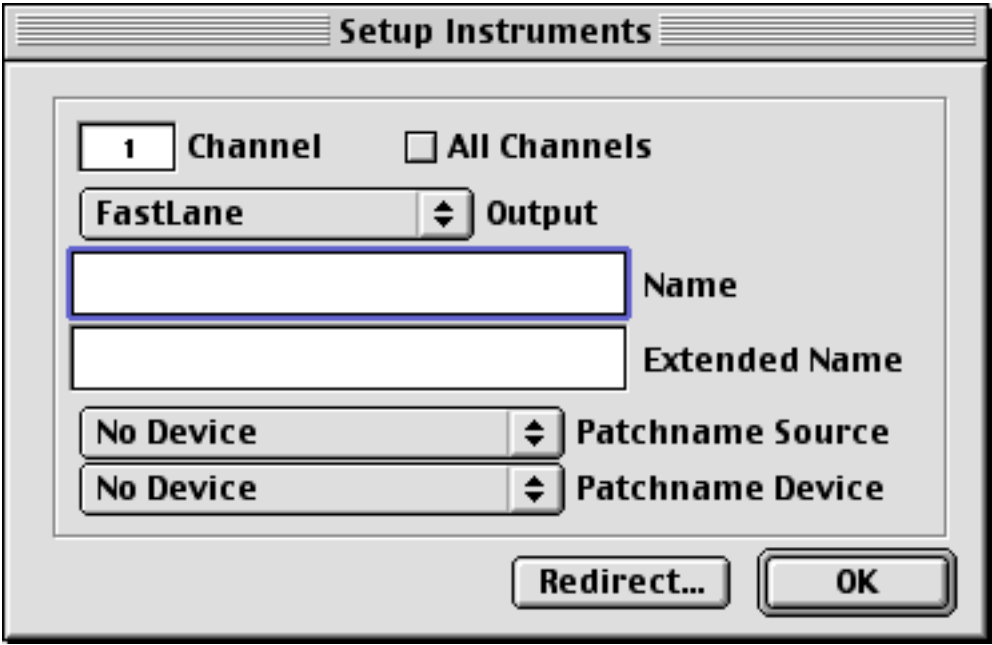 Setup Instruments
1 Channel All Channels
FastLane Output
Name
Extended Name
No Device Patchname Source
No Device Patchname Device
Redirect... OK